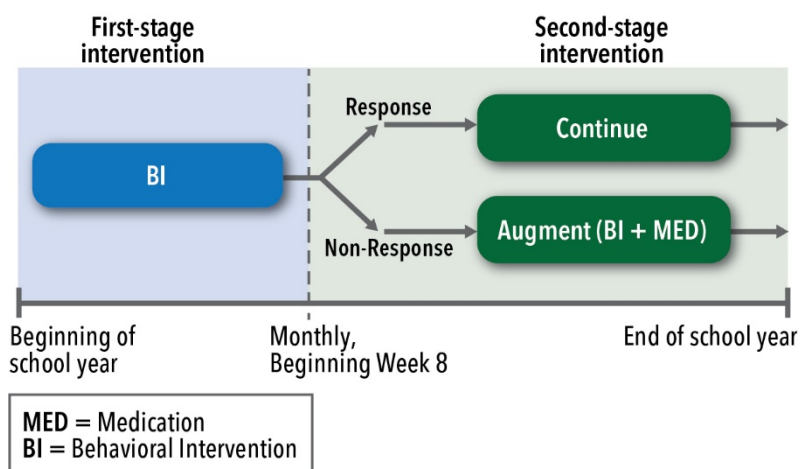 First-stage
intervention
Second-stage
intervention
Response
Continue
BI
Non-Response
Augment (BI + MED)
Beginning of
school year
Monthly,
Beginning Week 8
End of school year
MED = Medication
BI = Behavioral Intervention